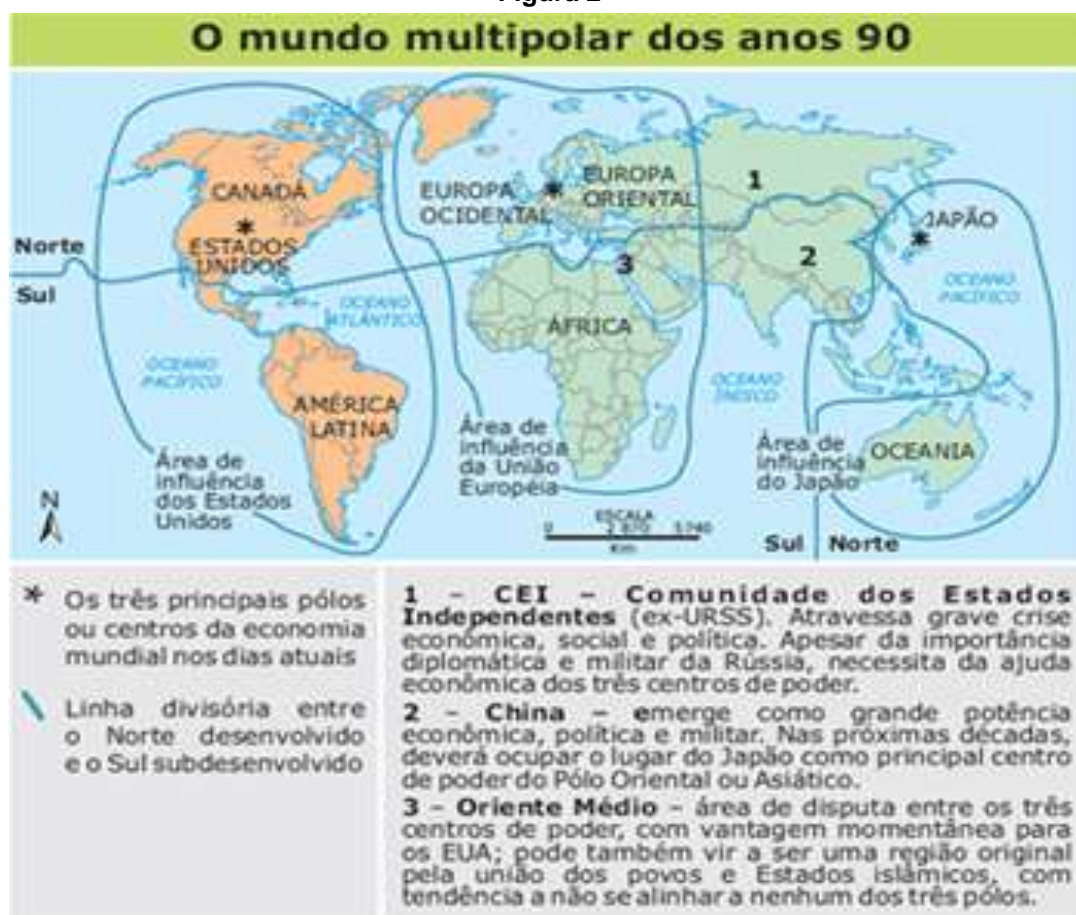 Figura 2
O mundo multipolar dos anos 90
CANADÁ
ESTADOS
UNIDOS
EUROPA
OCIDENTAL
EUROPA
ORIENTAL
1
JAPÃO
Norte
Sul
3
2
OCEANO
ATLÂNTICO
OCEANO
PACÍFICO
ÁFRICA
OCEANO
PACÍFICO
OCEANO
ÍNDICO
AMÉRICA
LATINA
OCEANIA
Área de
influência
dos Estados
Unidos
Área de
influência
da União
Européia
Área de
influência
do Japão
N
ESCALA
0 2 870 5740
Km
Sul Norte
* Os três principais pólos
ou centros da economia
mundial nos dias atuais
Linha divisória entre
o Norte desenvolvido
e o Sul subdesenvolvido
1 – CEI – Comunidade dos Estados
Independentes (ex-URSS). Atravessa grave crise
econômica, social e política. Apesar da importância
diplomática e militar da Rússia, necessita da ajuda
econômica dos três centros de poder.
2 – China – emerge como grande potência
econômica, política e militar. Nas próximas décadas,
deverá ocupar o lugar do Japão como principal centro
de poder do Pólo Oriental ou Asiático.
3 – Oriente Médio – área de disputa entre os três
centros de poder, com vantagem momentânea para
os EUA; pode também vir a ser uma região original
pela união dos povos e Estados islâmicos, com
tendência a não se alinhar a nenhum dos três pólos.